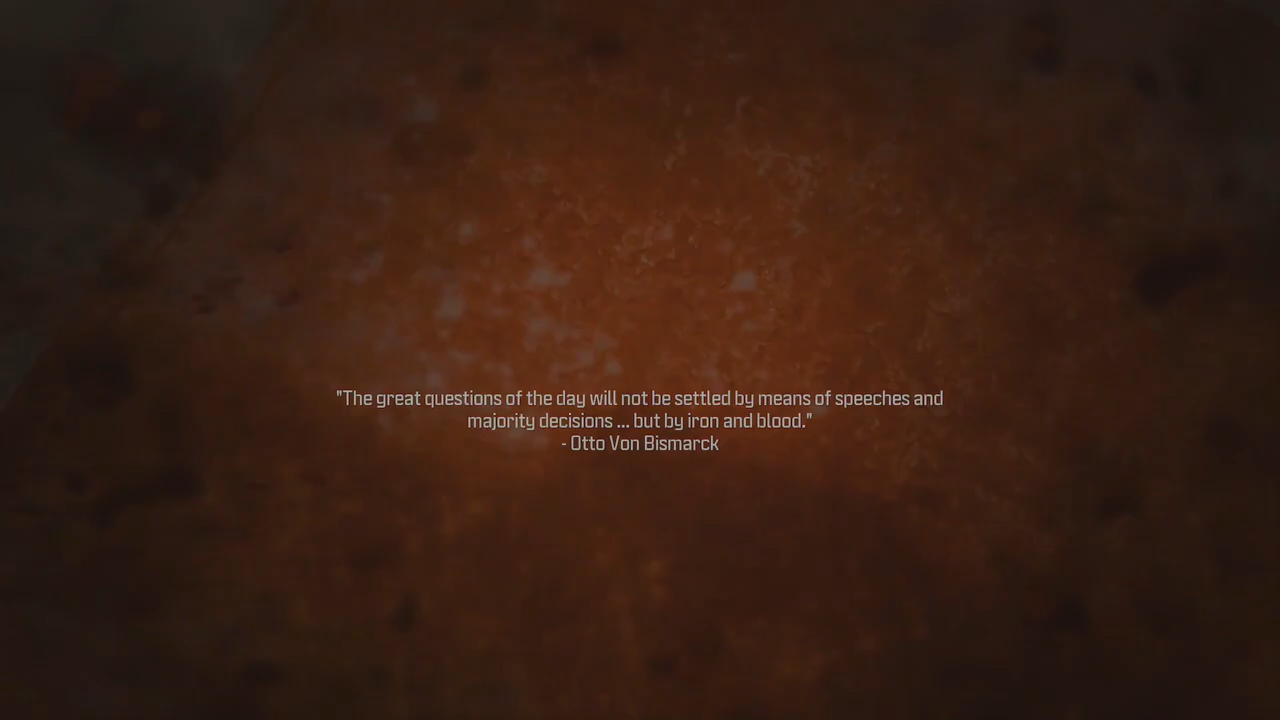 "The great questions of the day will not be settled by means of speeches and
majority decisions ... but by iron and blood."
- Otto Von Bismarck